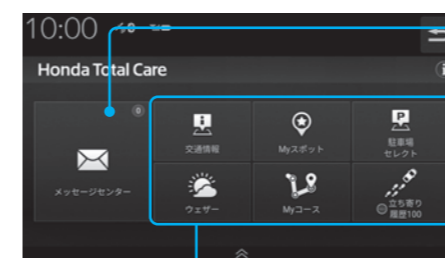 10:00
Honda Total Care
0
i
メッセージセンター
交通情報
Myスポット
P
駐車場
セレクト
ウェザー
Myコース
立ち寄り
履歴100